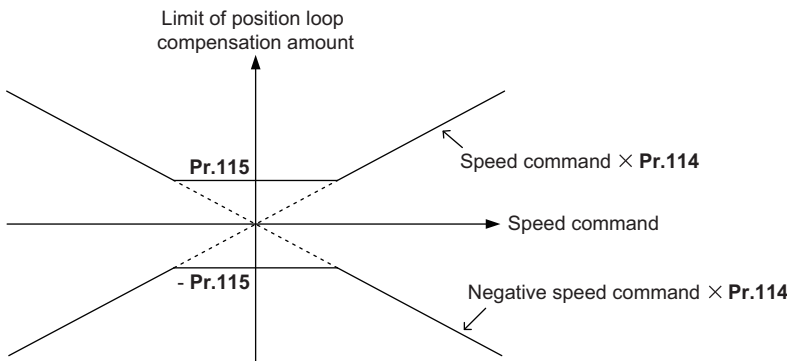 Limit of position loop
compensation amount
Pr.115
Speed command × Pr.114
Speed command
- Pr.115
Negative speed command × Pr.114